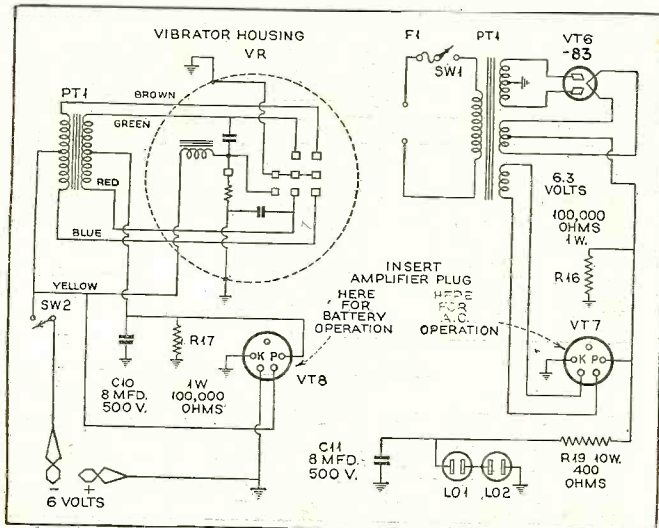 VIBRATOR HOUSING
VR
F1
SW1
PT1
VT6
-83
PT1
BROWN
GREEN
RED
BLUE
YELLOW
SW2
6.3
VOLTS
100,000
OHMS
1W.
R16
INSERT
AMPLIFIER PLUG
HERE
FOR
BATTERY
OPERATION
HERE
FOR
A.C.
OPERATION
R17
K P
VT8
K P
VT7
C10
8 MFD.
500 V.
1W
100,000
OHMS
C11
8 MFD.
500 V.
LO1
LO2
R19 10W.
400
OHMS
- +
6 VOLTS